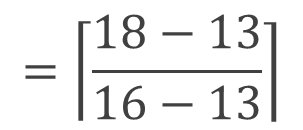 = ⌈(18 − 13)/(16 − 13)⌉